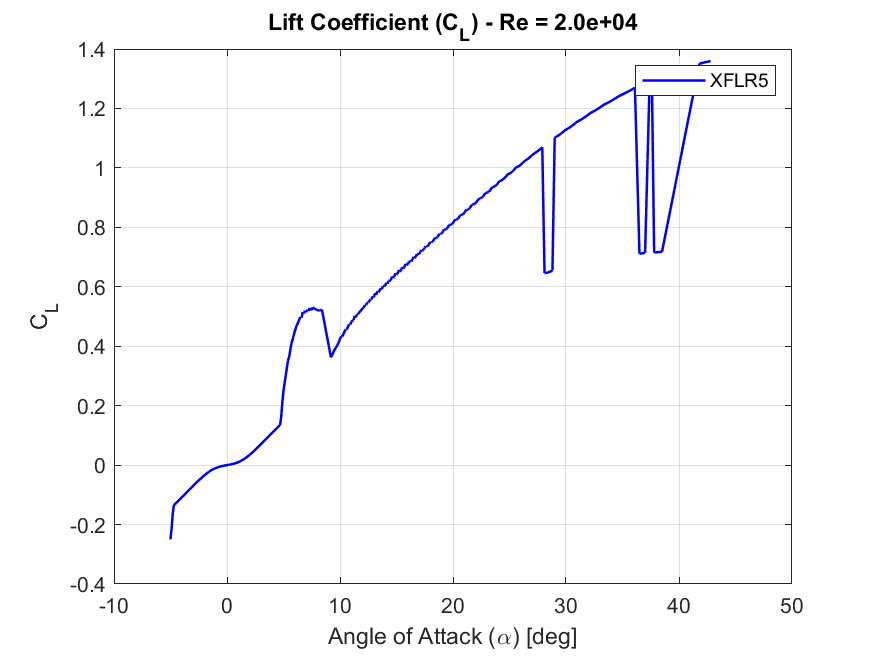 Lift Coefficient (C_L) - Re = 2.0e+04
XFLR5
1.4
1.2
1
0.8
0.6
0.4
0.2
0
-0.2
-0.4
C_L
-10 0 10 20 30 40 50
Angle of Attack (α) [deg]